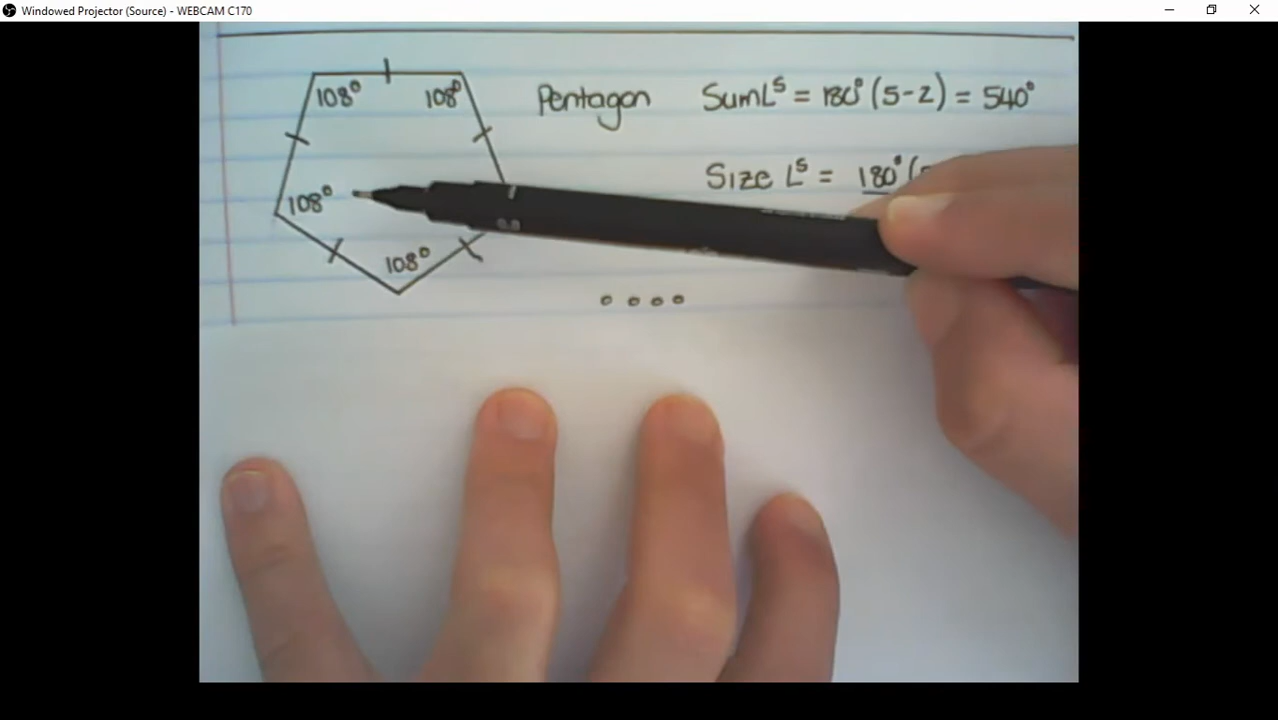 Windowed Projector (Source) - WEBCAM C170
108° 108° Pentagon Sum∠ˢ = 180°(5-2) = 540°
108° Size ∠ˢ = 180°(
108°